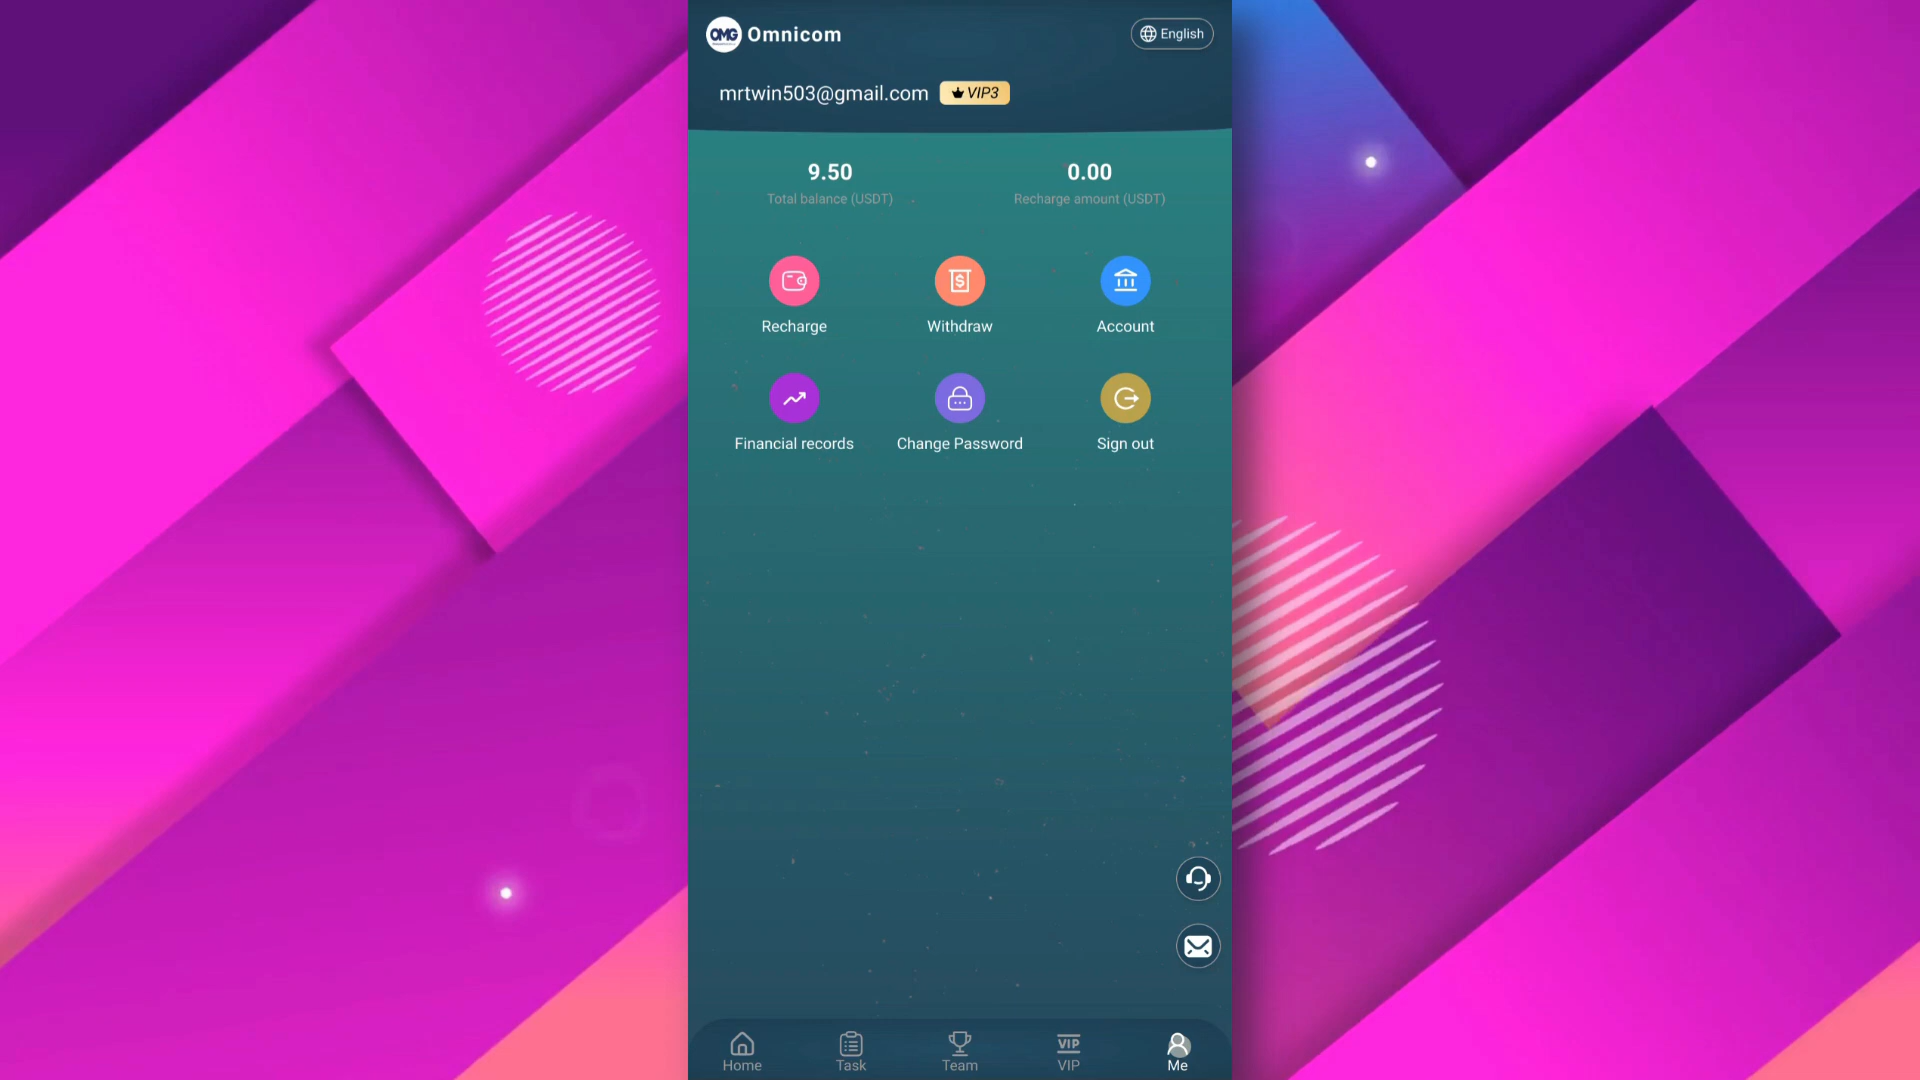 OMG Omnicom
English
mrtwin503@gmail.com VIP3
9.50 0.00
Total balance (USDT) Recharge amount (USDT)
Recharge Withdraw Account
Financial records Change Password Sign out
VIP
Home Task Team VIP Me